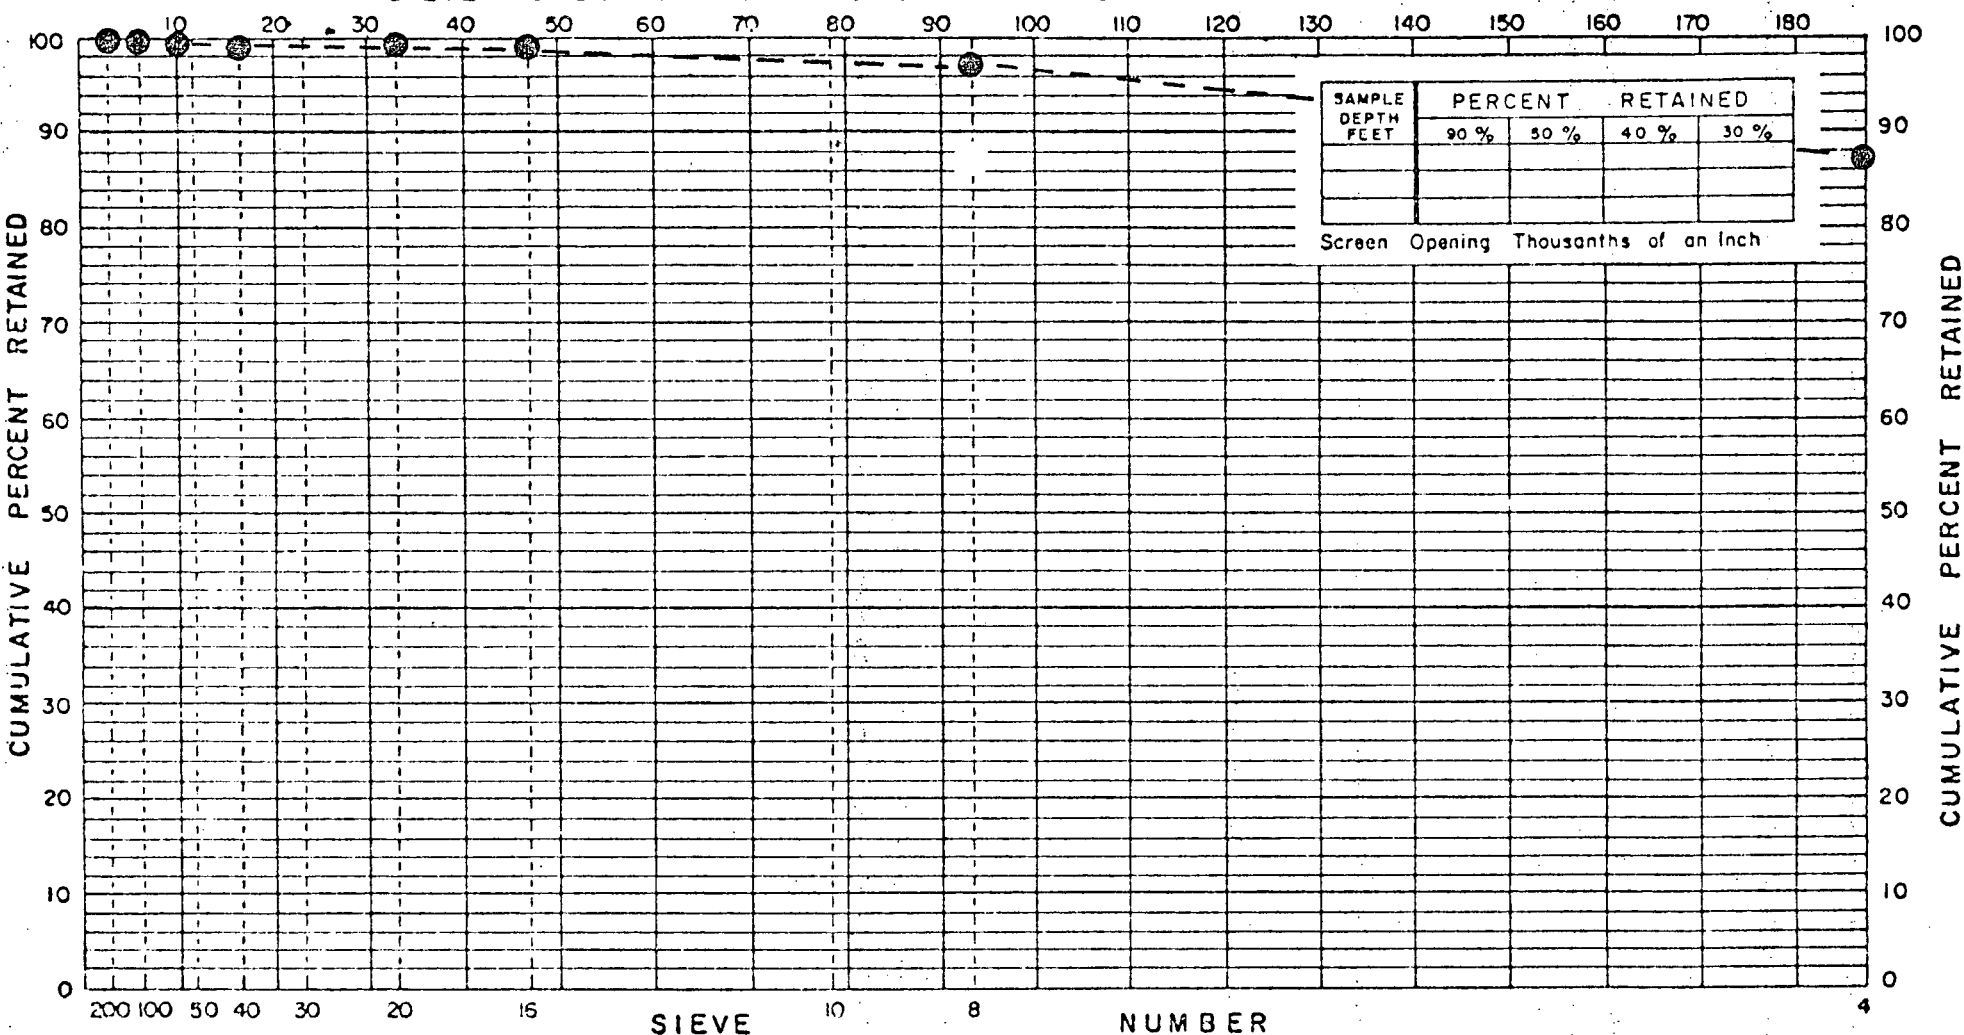 10 20 30 40 50 60 70 80 90 100 110 120 130 140 150 160 170 180
100 100
90 90
80 80
70 70
60 60
50 50
40 40
30 30
20 20
10 10
0 0
CUMULATIVE PERCENT RETAINED
SAMPLE DEPTH FEET
PERCENT RETAINED
90 % 50 % 40 % 30 %
Screen Opening Thousanths of an Inch
CUMULATIVE PERCENT RETAINED
200 100 50 40 30 20 15 10 8 4
SIEVE NUMBER